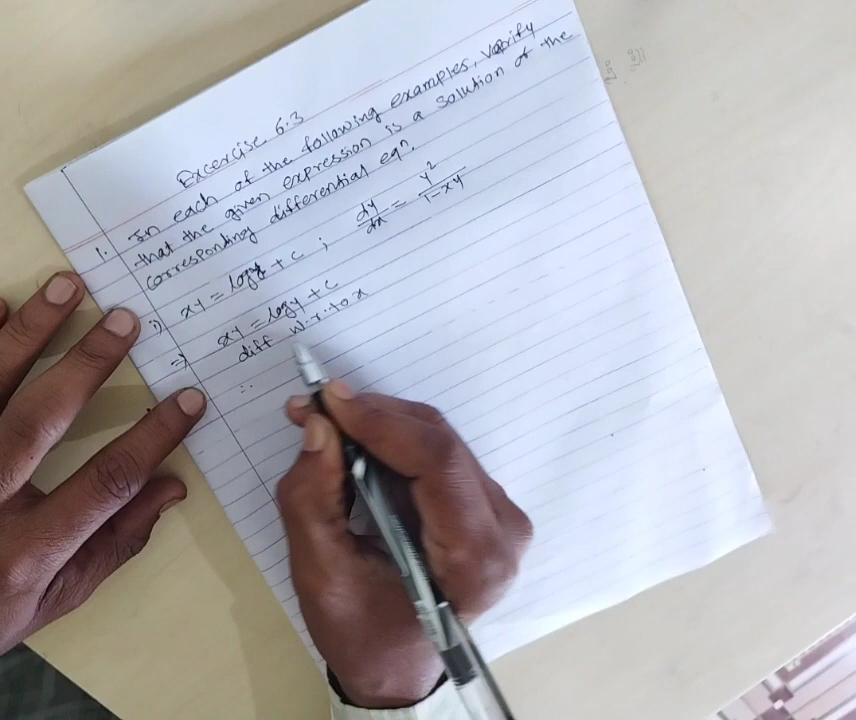 Excercise 6.3
1. In each of the following examples, verify
that the given expression is a solution of the
corresponding differential eqn.
i) xy = logy + c ; dy/dx = y²/1-xy
⇒ xy = logy + c
diff w.r.to x
∴